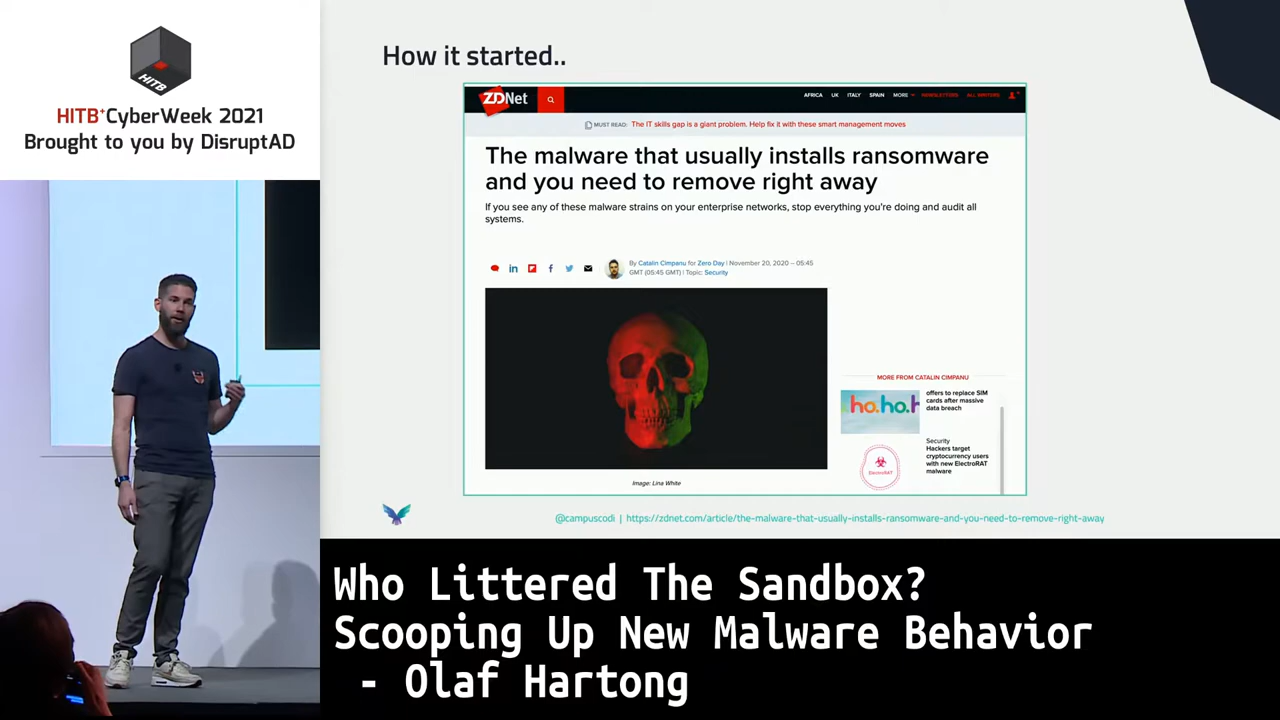 HITB
HITB+CyberWeek 2021
Brought to you by DisruptAD
How it started..
ZDNet
AFRICA UK ITALY SPAIN MORE NEWSLETTERS ALL WRITERS
MUST READ: The IT skills gap is a giant problem. Help fix it with these smart management moves
The malware that usually installs ransomware
and you need to remove right away
If you see any of these malware strains on your enterprise networks, stop everything you're doing and audit all
systems.
By Catalin Cimpanu for Zero Day | November 20, 2020 -- 05:45
GMT (05:45 GMT) | Topic: Security
MORE FROM CATALIN CIMPANU
ho.ho.h
offers to replace SIM
cards after massive
data breach
Security
Hackers target
cryptocurrency users
with new ElectroRAT
malware
ElectroRAT
Image: Lina White
@campuscodi | https://zdnet.com/article/the-malware-that-usually-installs-ransomware-and-you-need-to-remove-right-away
Who Littered The Sandbox?
Scooping Up New Malware Behavior
- Olaf Hartong